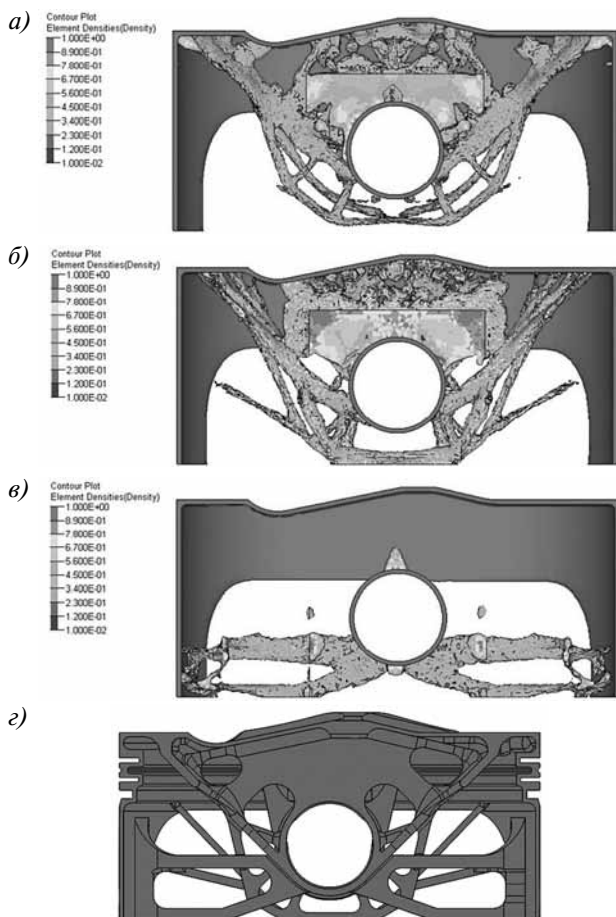 а)
Contour Plot
Element Densities(Density)
1.000E+00
8.900E-01
7.800E-01
6.700E-01
5.600E-01
4.500E-01
3.400E-01
2.300E-01
1.200E-01
1.000E-02
б)
Contour Plot
Element Densities(Density)
1.000E+00
8.900E-01
7.800E-01
6.700E-01
5.600E-01
4.500E-01
3.400E-01
2.300E-01
1.200E-01
1.000E-02
в)
Contour Plot
Element Densities(Density)
1.000E+00
8.900E-01
7.800E-01
6.700E-01
5.600E-01
4.500E-01
3.400E-01
2.300E-01
1.200E-01
1.000E-02
г)